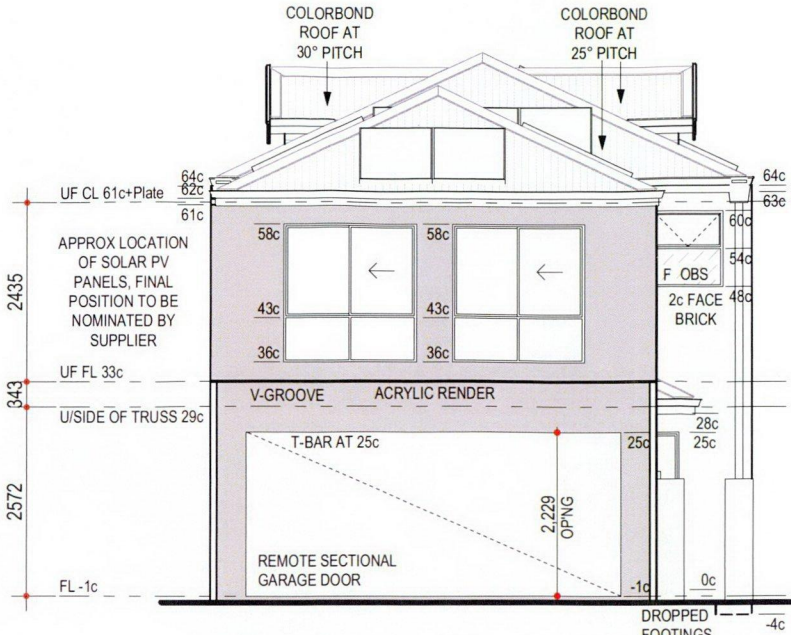 COLORBOND
ROOF AT
30° PITCH
COLORBOND
ROOF AT
25° PITCH
64c
62c
UF CL 61c+Plate
61c
64c
63c
60c
58c
58c
APPROX LOCATION
OF SOLAR PV
PANELS, FINAL
POSITION TO BE
NOMINATED BY
SUPPLIER
2435
54c
F OBS
48c
2c FACE
BRICK
43c
43c
36c
36c
UF FL 33c
343
V-GROOVE
ACRYLIC RENDER
U/SIDE OF TRUSS 29c
28c
T-BAR AT 25c
25c
25c
2572
2,229
OP'NG
REMOTE SECTIONAL
GARAGE DOOR
FL -1c
-1c
0c
DROPPED
FOOTINGS
-4c